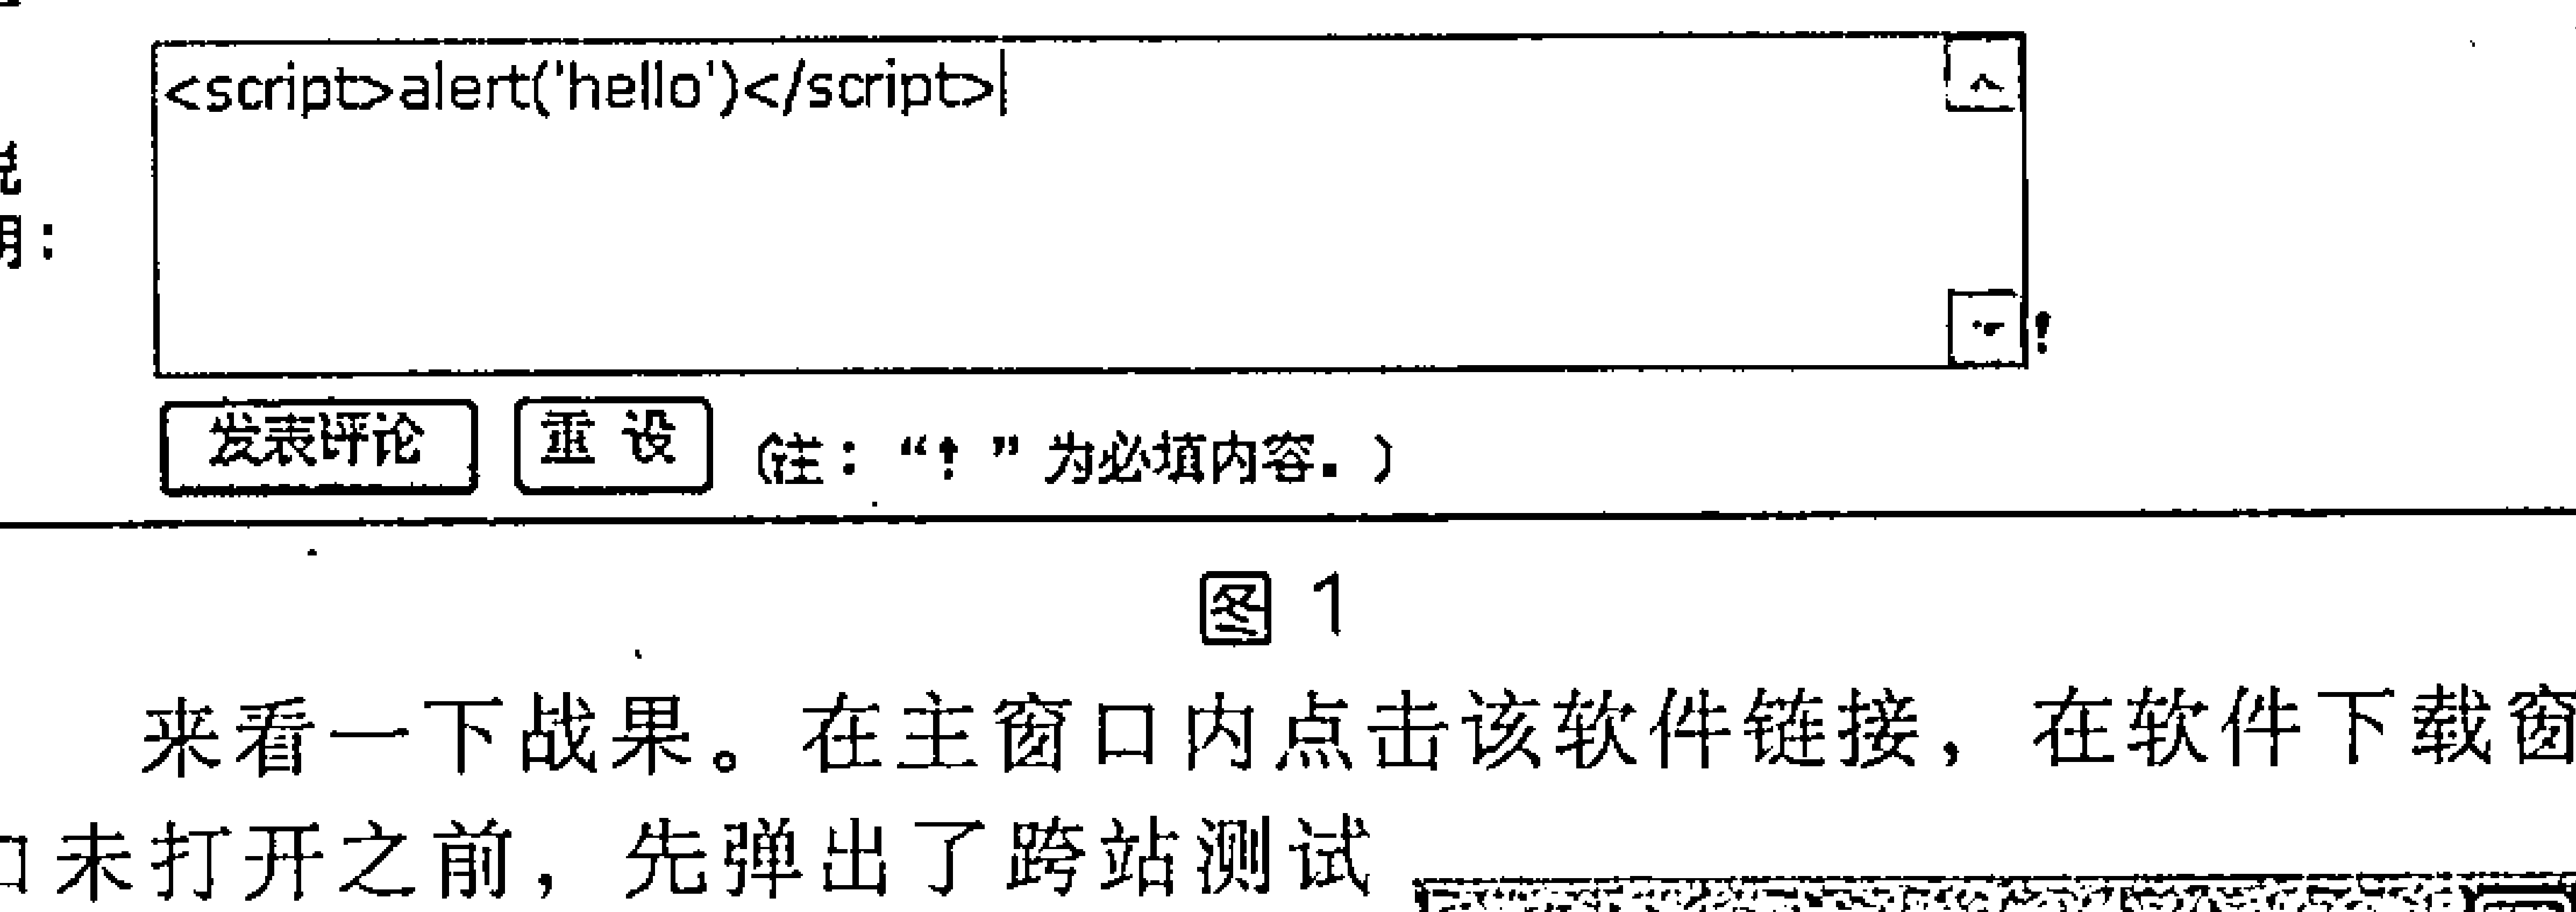 <script>alert('hello')</script>
明：
!
发表评论 重 设 (注：“!”为必填内容.)
图 1
来看一下战果。在主窗口内点击该软件链接，在软件下载窗
口未打开之前，先弹出了跨站测试